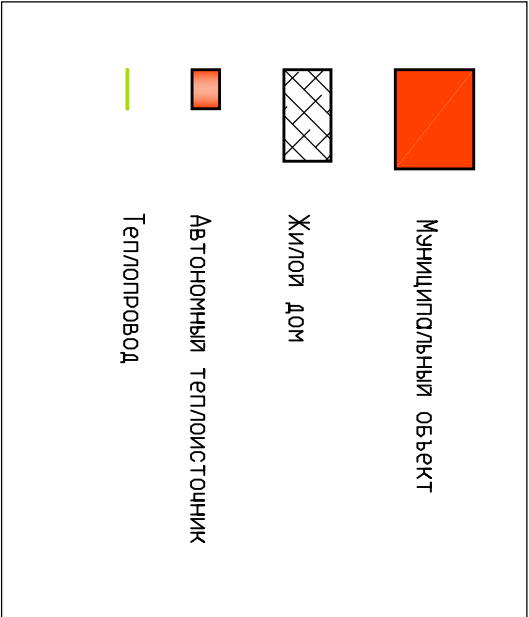 Муниципальный объект
Жилой дом
Автономный теплоисточник
Теплопровод